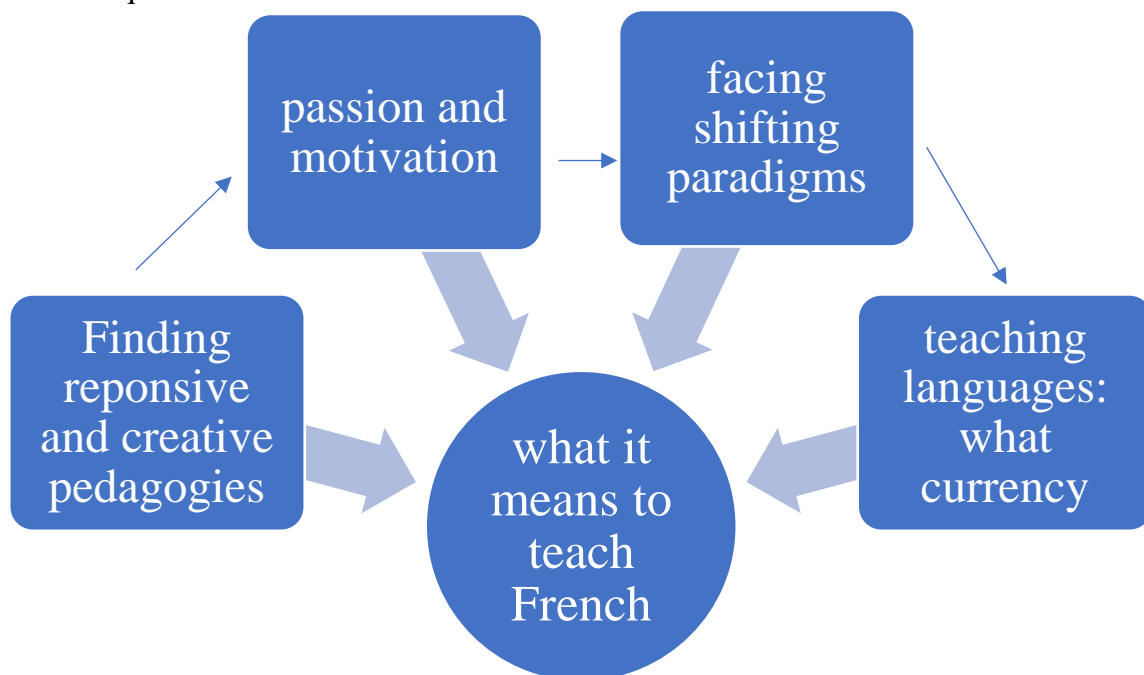 passion and
motivation
facing
shifting
paradigms
Finding
reponsive
and creative
pedagogies
teaching
languages:
what
currency
what it
means to
teach
French